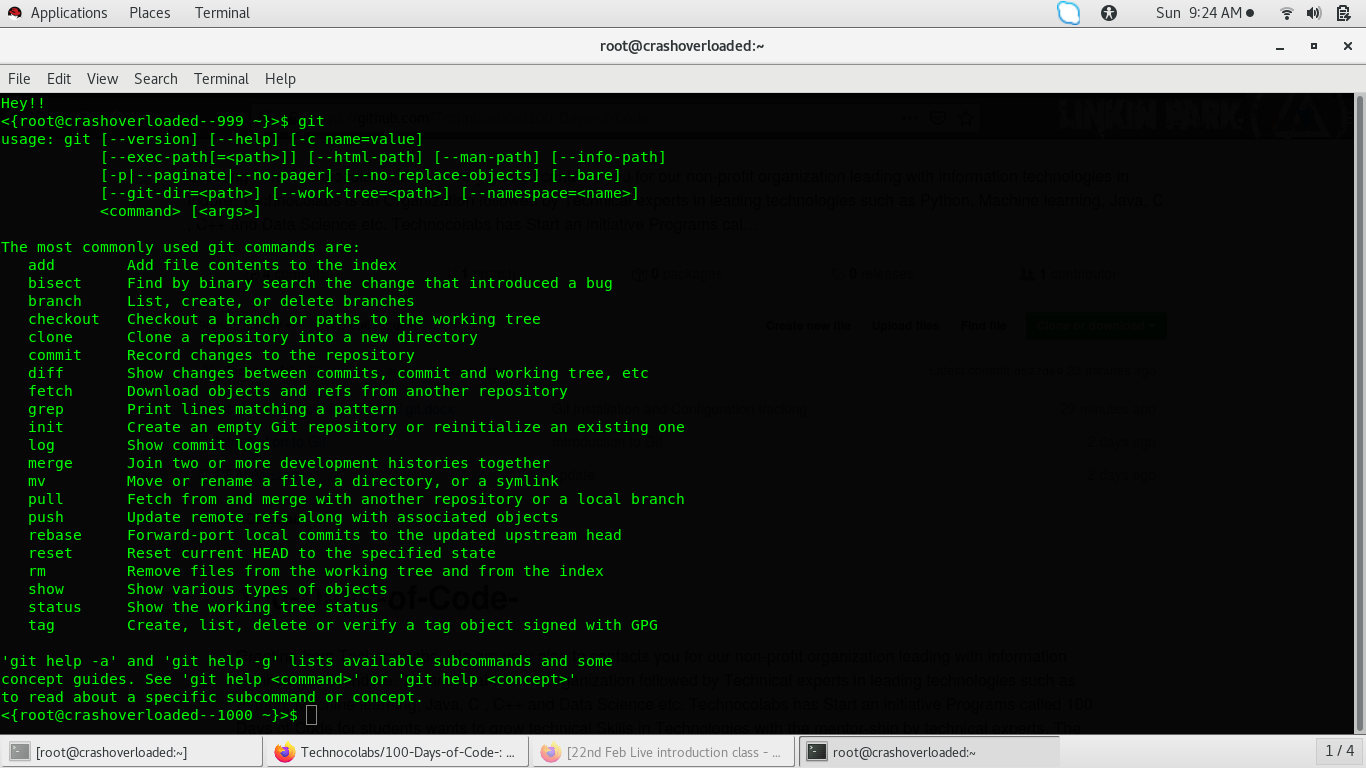 Applications Places Terminal Sun 9:24 AM
root@crashoverloaded:~
File Edit View Search Terminal Help
Hey!!
<{root@crashoverloaded--999 ~}>$ git
usage: git [--version] [--help] [-c name=value]
[--exec-path[=<path>]] [--html-path] [--man-path] [--info-path]
[-p|--paginate|--no-pager] [--no-replace-objects] [--bare]
[--git-dir=<path>] [--work-tree=<path>] [--namespace=<name>]
<command> [<args>]
The most commonly used git commands are:
add Add file contents to the index
bisect Find by binary search the change that introduced a bug
branch List, create, or delete branches
checkout Checkout a branch or paths to the working tree
clone Clone a repository into a new directory
commit Record changes to the repository
diff Show changes between commits, commit and working tree, etc
fetch Download objects and refs from another repository
grep Print lines matching a pattern
init Create an empty Git repository or reinitialize an existing one
log Show commit logs
merge Join two or more development histories together
mv Move or rename a file, a directory, or a symlink
pull Fetch from and merge with another repository or a local branch
push Update remote refs along with associated objects
rebase Forward-port local commits to the updated upstream head
reset Reset current HEAD to the specified state
rm Remove files from the working tree and from the index
show Show various types of objects
status Show the working tree status
tag Create, list, delete or verify a tag object signed with GPG
'git help -a' and 'git help -g' lists available subcommands and some
concept guides. See 'git help <command>' or 'git help <concept>'
to read about a specific subcommand or concept.
<{root@crashoverloaded--1000 ~}>$
[root@crashoverloaded:~] Technocolabs/100-Days-of-Code-: ... [22nd Feb Live introduction class - ... root@crashoverloaded:~ 1 / 4